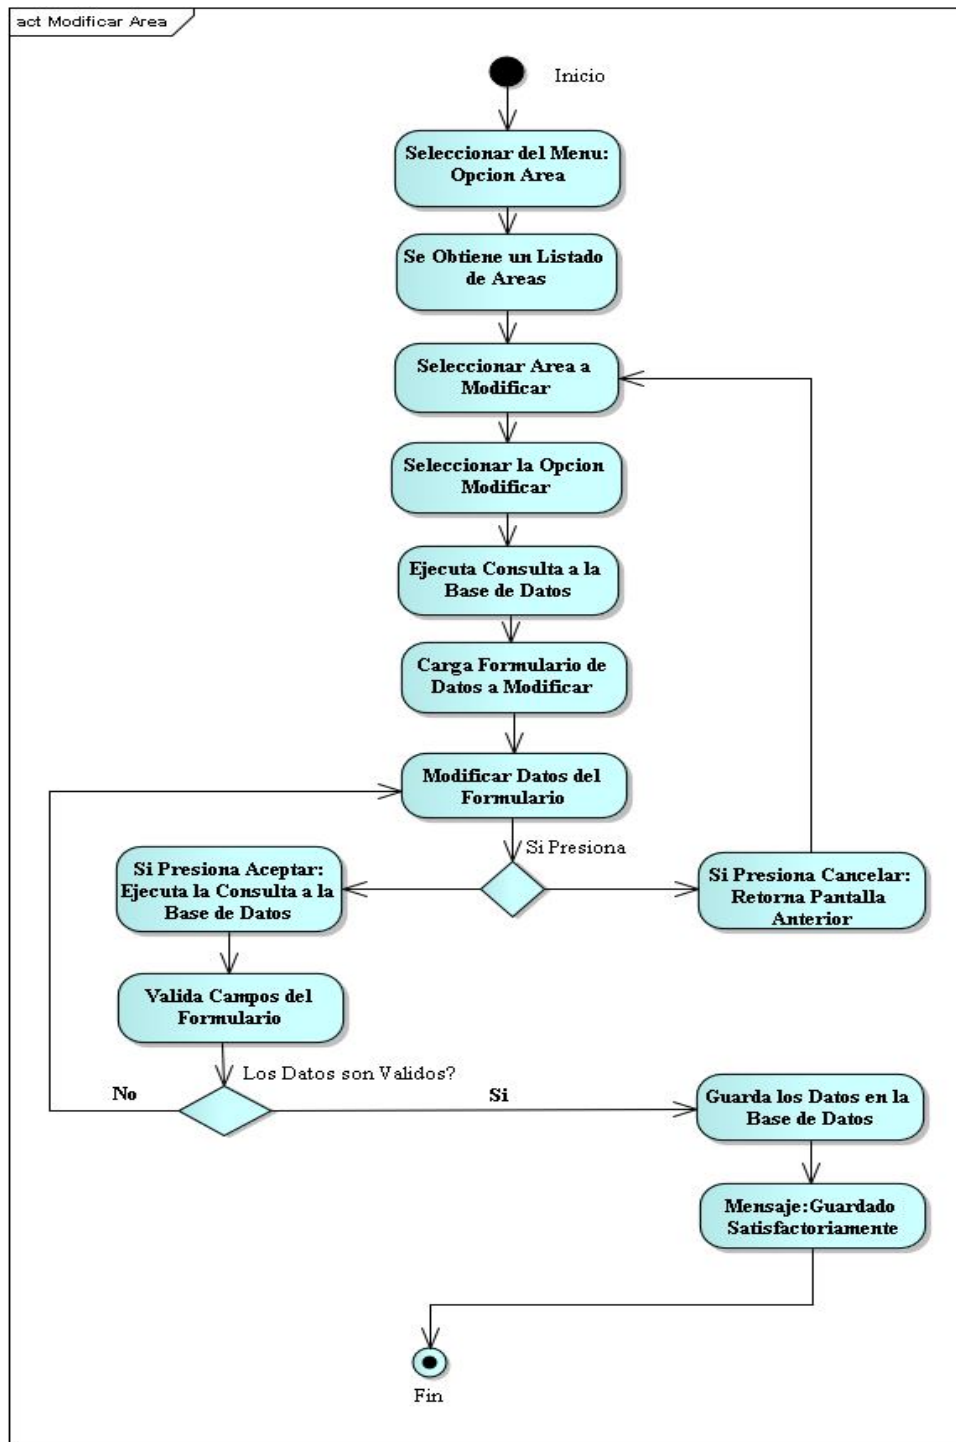 act Modificar Area
Inicio
Seleccionar del Menu:
Opcion Area
Se Obtiene un Listado
de Areas
Seleccionar Area a
Modificar
Seleccionar la Opcion
Modificar
Ejecuta Consulta a la
Base de Datos
Carga Formulario de
Datos a Modificar
Modificar Datos del
Formulario
Si Presiona
Si Presiona Aceptar:
Ejecuta la Consulta a la
Base de Datos
Si Presiona Cancelar:
Retorna Pantalla
Anterior
Valida Campos del
Formulario
Los Datos son Validos?
No
Si
Guarda los Datos en la
Base de Datos
Mensaje:Guardado
Satisfactoriamente
Fin